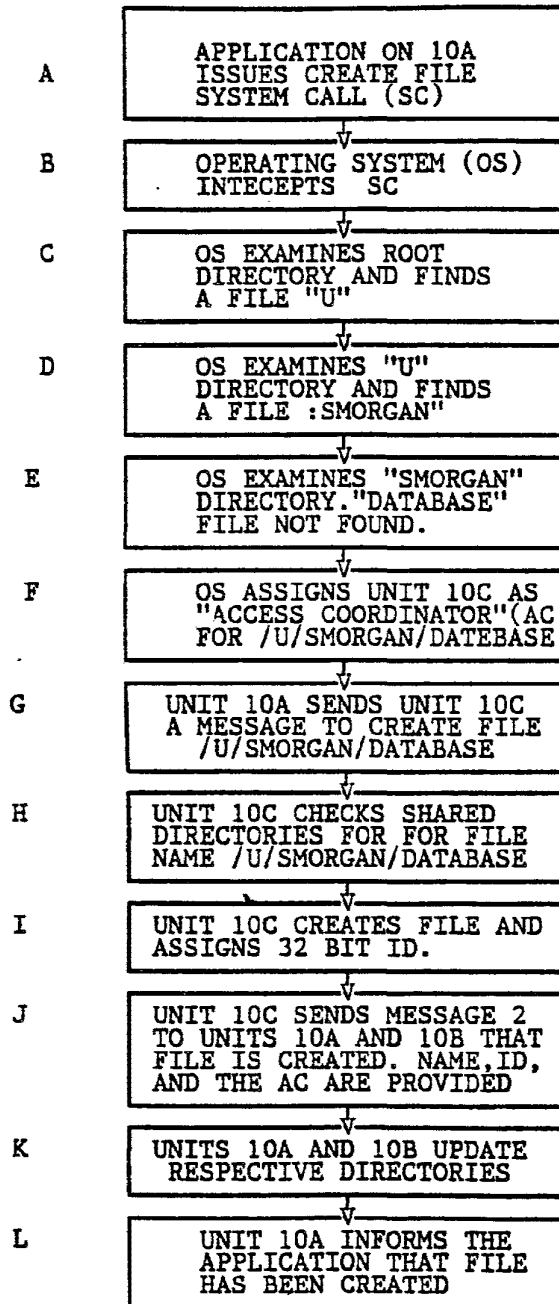 A
APPLICATION ON 10A
ISSUES CREATE FILE
SYSTEM CALL (SC)
B
OPERATING SYSTEM (OS)
INTECEPTS SC
C
OS EXAMINES ROOT
DIRECTORY AND FINDS
A FILE "U"
D
OS EXAMINES "U"
DIRECTORY AND FINDS
A FILE :SMORGAN"
E
OS EXAMINES "SMORGAN"
DIRECTORY."DATABASE"
FILE NOT FOUND.
F
OS ASSIGNS UNIT 10C AS
"ACCESS COORDINATOR"(AC
FOR /U/SMORGAN/DATEBASE
G
UNIT 10A SENDS UNIT 10C
A MESSAGE TO CREATE FILE
/U/SMORGAN/DATABASE
H
UNIT 10C CHECKS SHARED
DIRECTORIES FOR FOR FILE
NAME /U/SMORGAN/DATABASE
I
UNIT 10C CREATES FILE AND
ASSIGNS 32 BIT ID.
J
UNIT 10C SENDS MESSAGE 2
TO UNITS 10A AND 10B THAT
FILE IS CREATED. NAME,ID,
AND THE AC ARE PROVIDED
K
UNITS 10A AND 10B UPDATE
RESPECTIVE DIRECTORIES
L
UNIT 10A INFORMS THE
APPLICATION THAT FILE
HAS BEEN CREATED